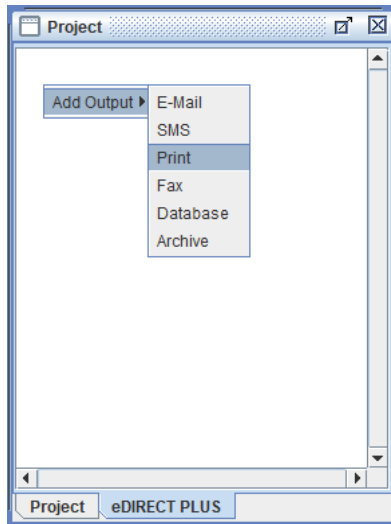 Project
Add Output
E-Mail
SMS
Print
Fax
Database
Archive
Project
eDIRECT PLUS